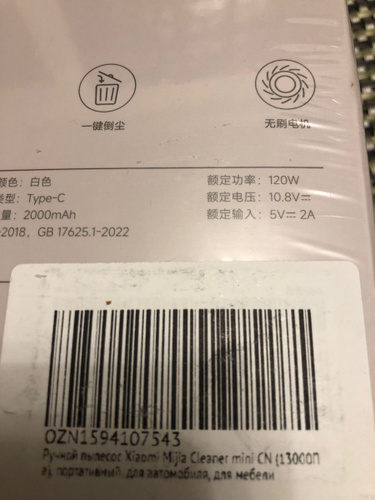 一键倒尘
无刷电机
颜色：白色
额定功率：120W
类型：Type-C
额定电压：10.8V⎓
量：2000mAh
额定输入：5V⎓ 2A
-2018，GB 17625.1-2022
OZN1594107543
Ручной пылесос Xiaomi Mijia Cleaner mini CN (13000П
а), портативный, для автомобиля, для мебели